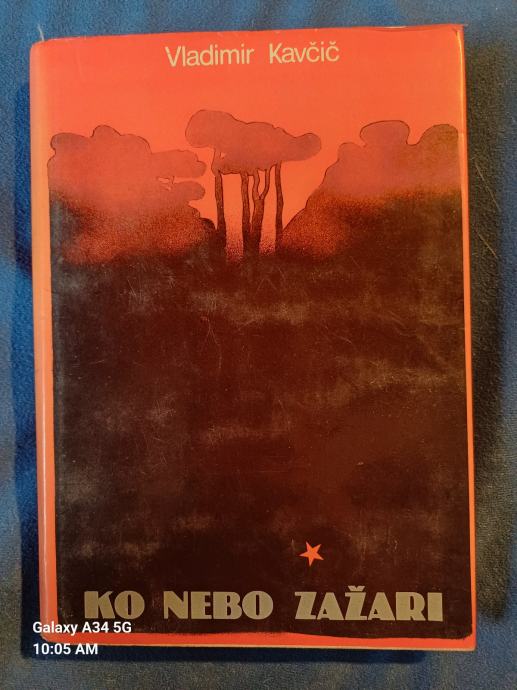 Vladimir Kavčič
KO NEBO ZAŽARI
Galaxy A34 5G
10:05 AM